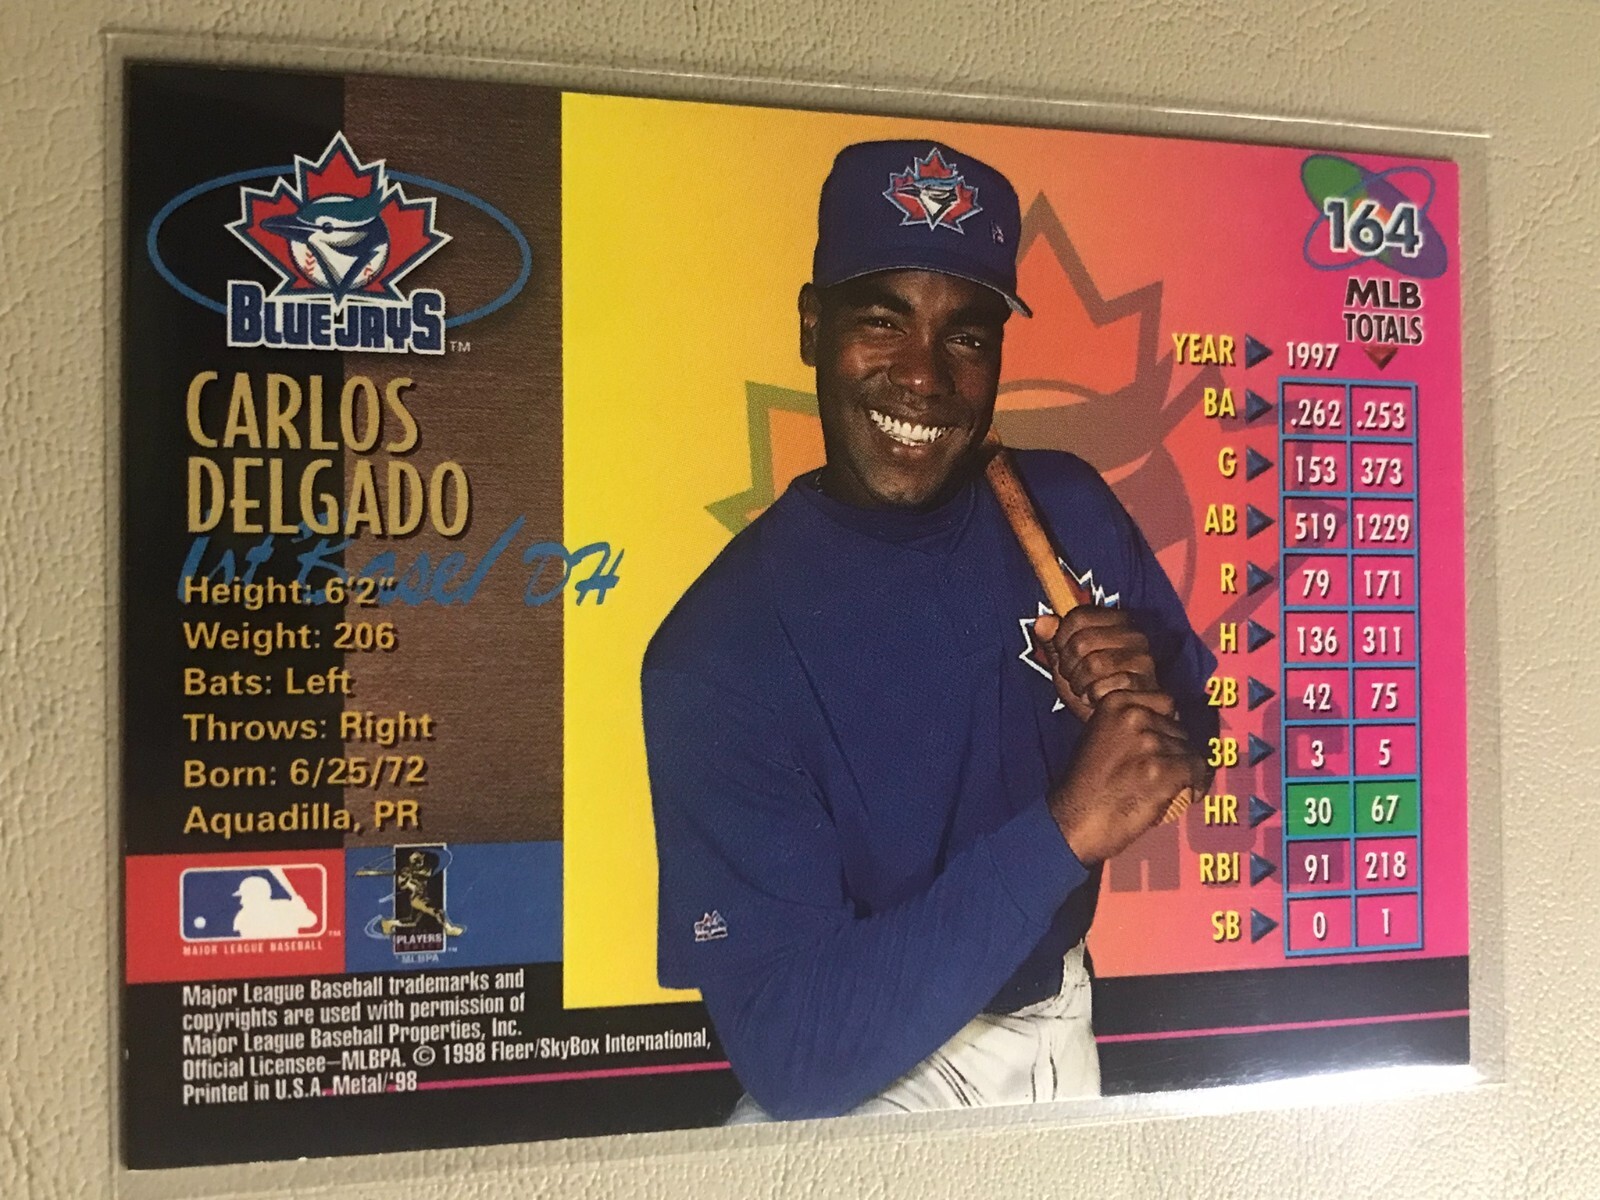 BLUE JAYS™
CARLOS
DELGADO
1st Base/DH
Height: 6'2"
Weight: 206
Bats: Left
Throws: Right
Born: 6/25/72
Aquadilla, PR
MAJOR LEAGUE BASEBALL
PLAYERS
MLBPA
Major League Baseball trademarks and
copyrights are used with permission of
Major League Baseball Properties, Inc.
Official Licensee–MLBPA. © 1998 Fleer/SkyBox International,
Printed in U.S.A. Metal/'98
164
MLB
TOTALS
YEAR 1997
BA .262 .253
G 153 373
AB 519 1229
R 79 171
H 136 311
2B 42 75
3B 3 5
HR 30 67
RBI 91 218
SB 0 1